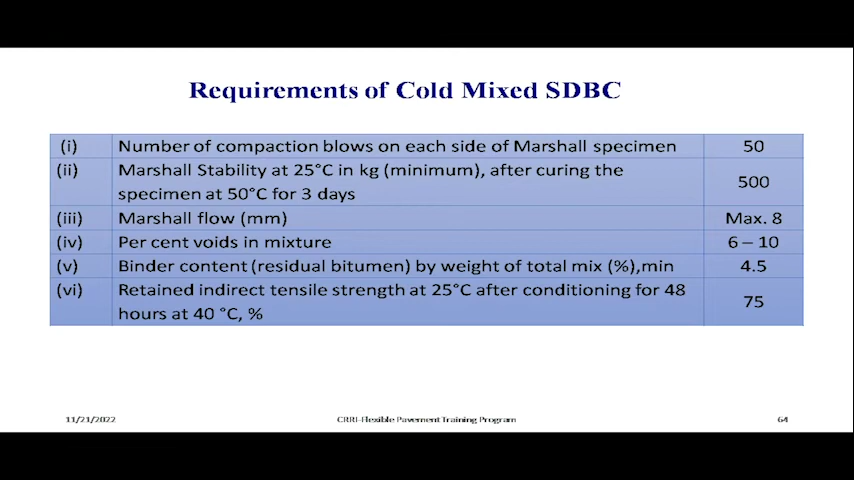 Requirements of Cold Mixed SDBC
(i) Number of compaction blows on each side of Marshall specimen 50
(ii) Marshall Stability at 25°C in kg (minimum), after curing the
specimen at 50°C for 3 days 500
(iii) Marshall flow (mm) Max. 8
(iv) Per cent voids in mixture 6 – 10
(v) Binder content (residual bitumen) by weight of total mix (%),min 4.5
(vi) Retained indirect tensile strength at 25°C after conditioning for 48
hours at 40 °C, % 75
11/21/2022 CRRI-Flexible Pavement Training Program 64